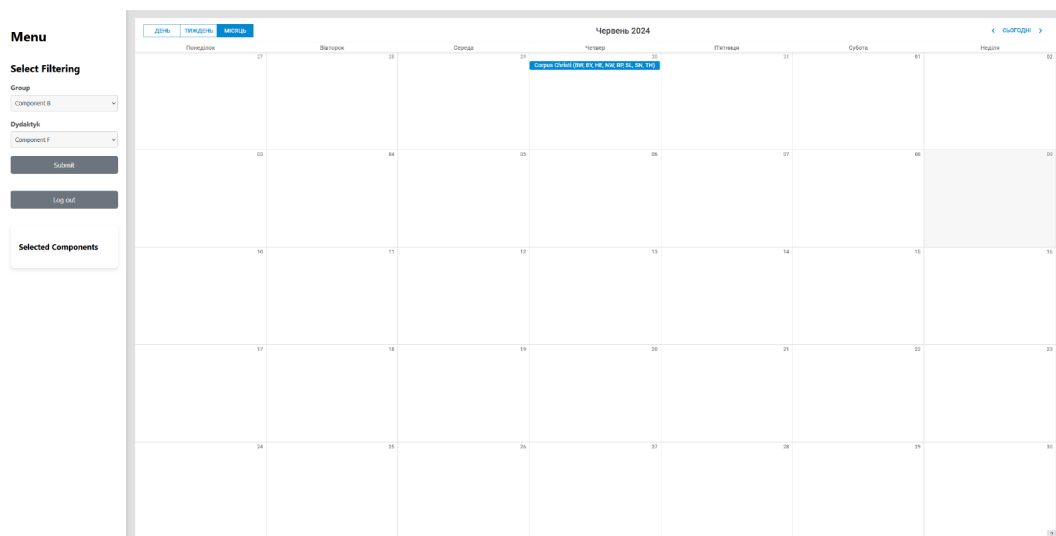 Menu
Select Filtering
Group
Component B
Dydaktyk
Component F
Submit
Log out
Selected Components
ДЕНЬ ТИЖДЕНЬ МІСЯЦЬ
Червень 2024
СЬОГОДНІ
Понеділок Вівторок Середа Четвер П'ятниця Субота Неділя
27 28 29 30 31 01 02
Corpus Christi (BW, BY, HE, NW, RP, SL, SN, TH)
03 04 05 06 07 08 09
10 11 12 13 14 15 16
17 18 19 20 21 22 23
24 25 26 27 28 29 30